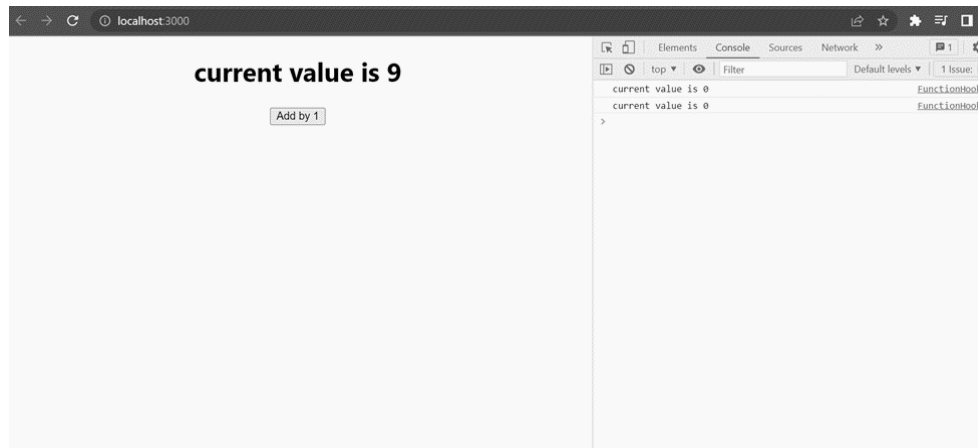 localhost:3000
current value is 9
Add by 1
Elements Console Sources Network » 1
top ▼ Filter Default levels ▼ 1 Issue:
current value is 0 FunctionHool
current value is 0 FunctionHool
>